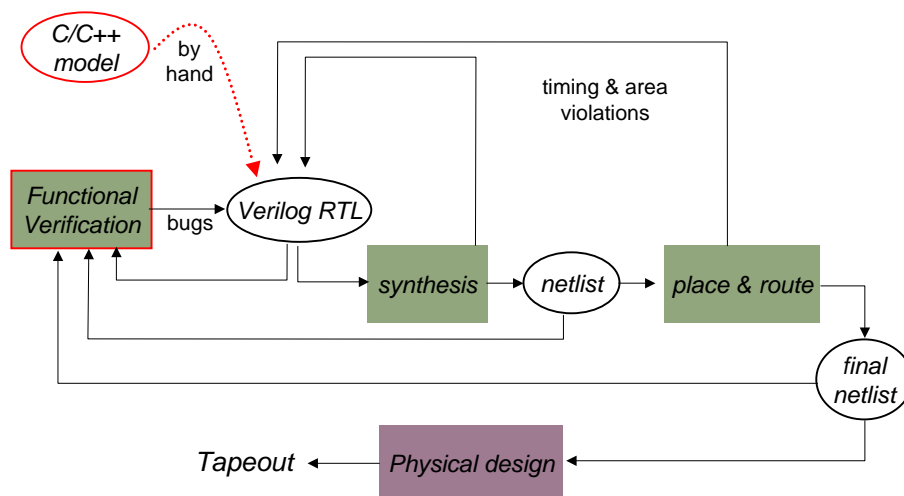 C/C++
model
by
hand
timing & area
violations
Functional
Verification
bugs
Verilog RTL
synthesis
netlist
place & route
final
netlist
Tapeout
Physical design